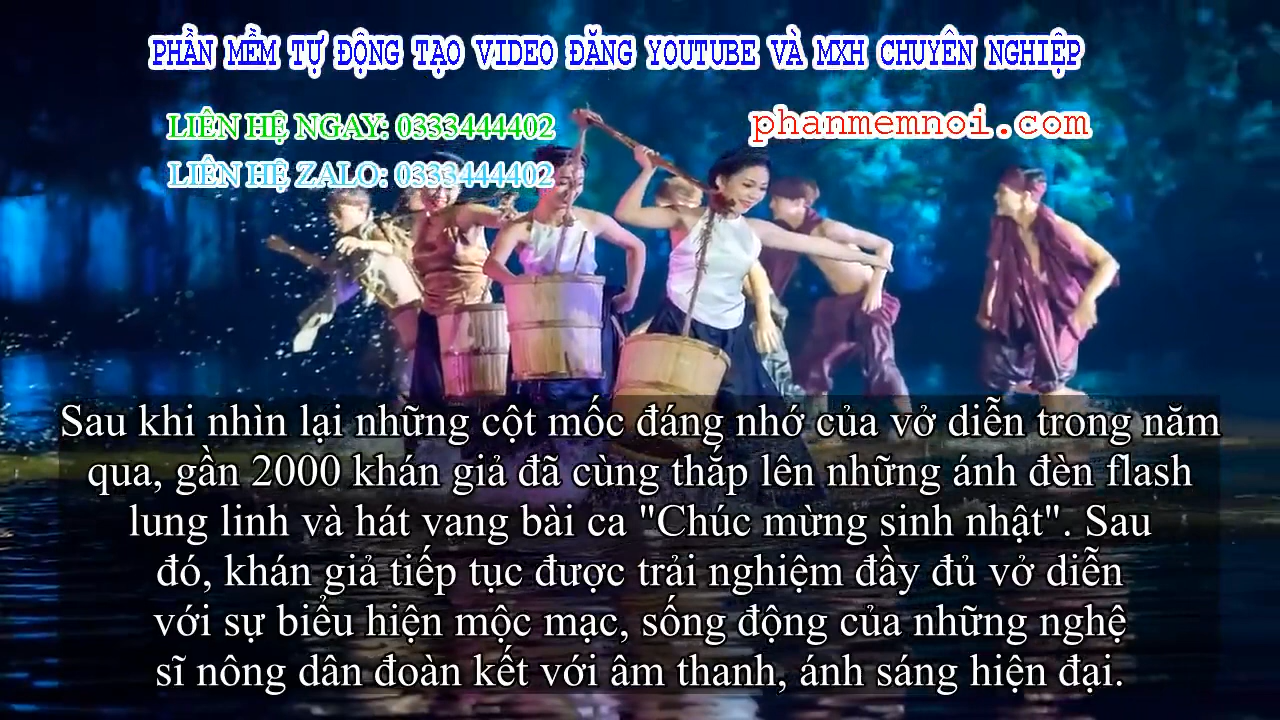 PHẦN MỀM TỰ ĐỘNG TẠO VIDEO ĐĂNG YOUTUBE VÀ MXH CHUYÊN NGHIỆP
LIÊN HỆ NGAY: 0333444402
phanmemnoi.com
LIÊN HỆ ZALO: 0333444402
Sau khi nhìn lại những cột mốc đáng nhớ của vở diễn trong năm
qua, gần 2000 khán giả đã cùng thắp lên những ánh đèn flash
lung linh và hát vang bài ca "Chúc mừng sinh nhật". Sau
đó, khán giả tiếp tục được trải nghiệm đầy đủ vở diễn
với sự biểu hiện mộc mạc, sống động của những nghệ
sĩ nông dân đoàn kết với âm thanh, ánh sáng hiện đại.